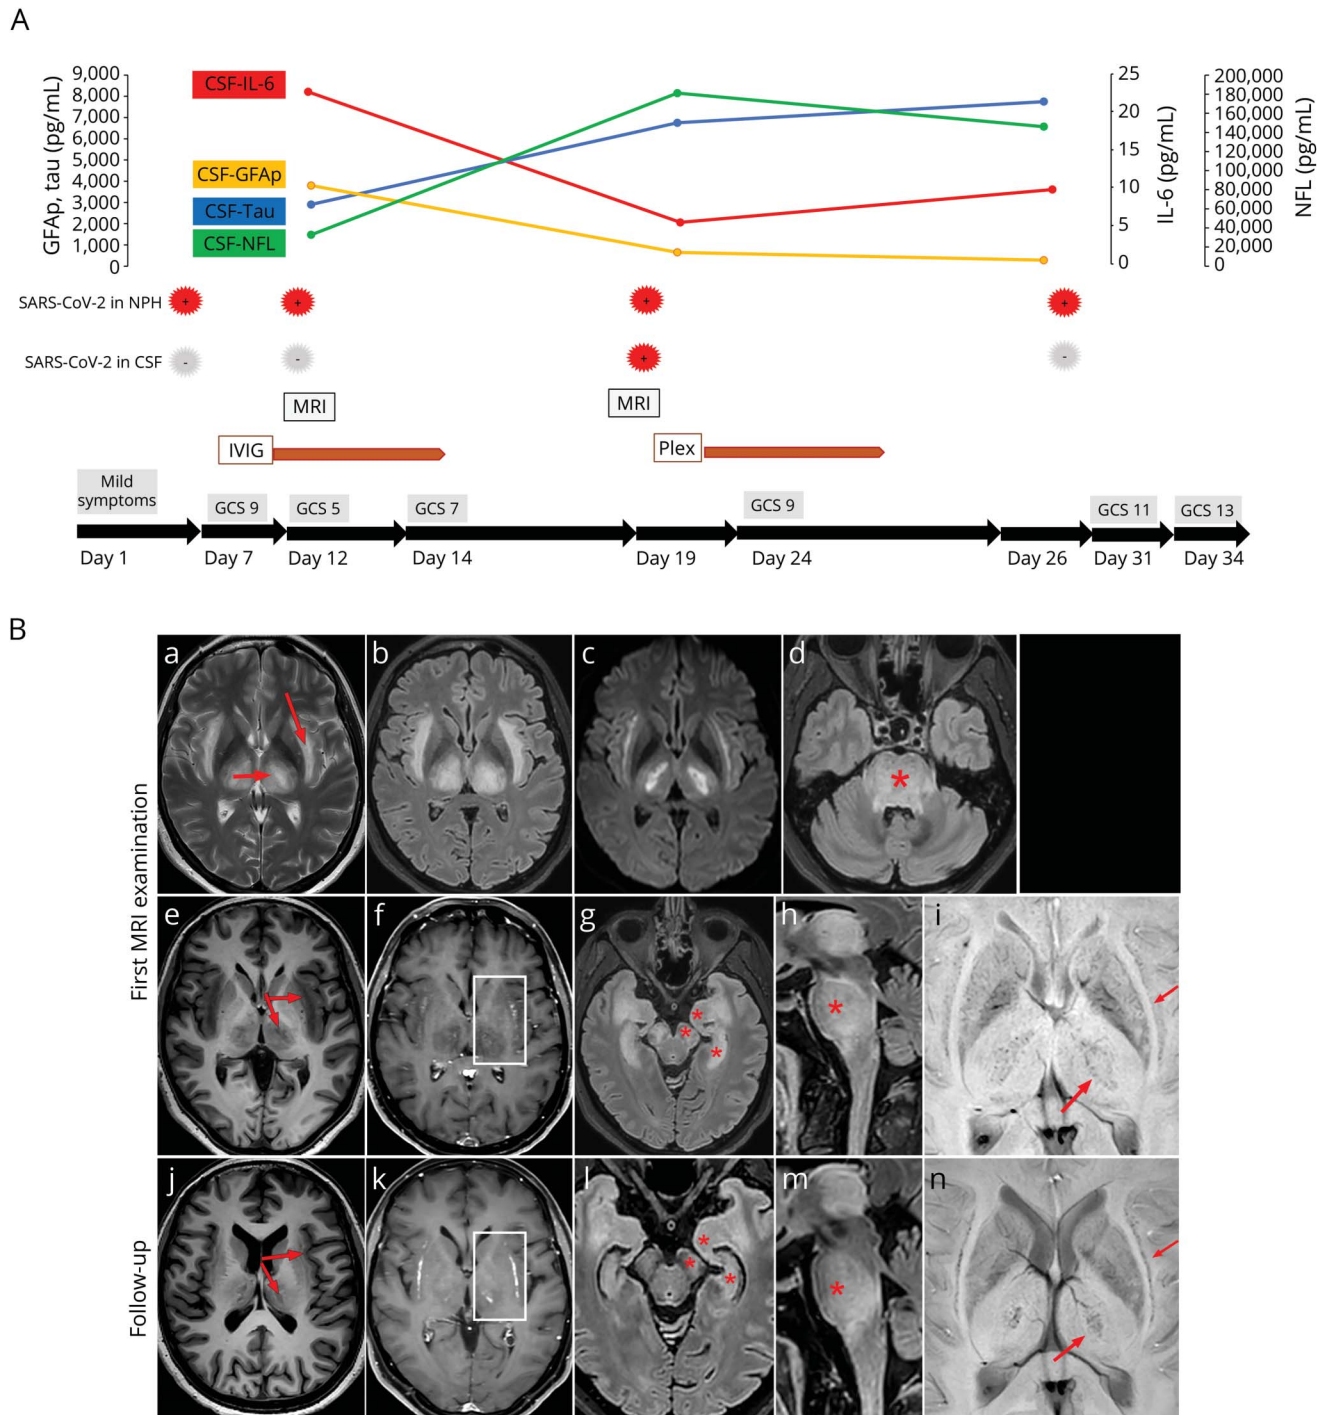 A
GFAp, tau (pg/mL)
9,000
8,000
7,000
6,000
5,000
4,000
3,000
2,000
1,000
0
CSF-IL-6
CSF-GFAp
CSF-Tau
CSF-NFL
25
20
15
10
5
0
IL-6 (pg/mL)
200,000
180,000
160,000
140,000
120,000
100,000
80,000
60,000
40,000
20,000
0
NFL (pg/mL)
SARS-CoV-2 in NPH
+ + + +
SARS-CoV-2 in CSF
- - + -
MRI MRI
IVIG Plex
Mild
symptoms
GCS 9 GCS 5 GCS 7 GCS 9 GCS 11 GCS 13
Day 1 Day 7 Day 12 Day 14 Day 19 Day 24 Day 26 Day 31 Day 34
B
First MRI examination
a b c d
*
e f g h i
* * * *
Follow-up
j k l m n
* * * *